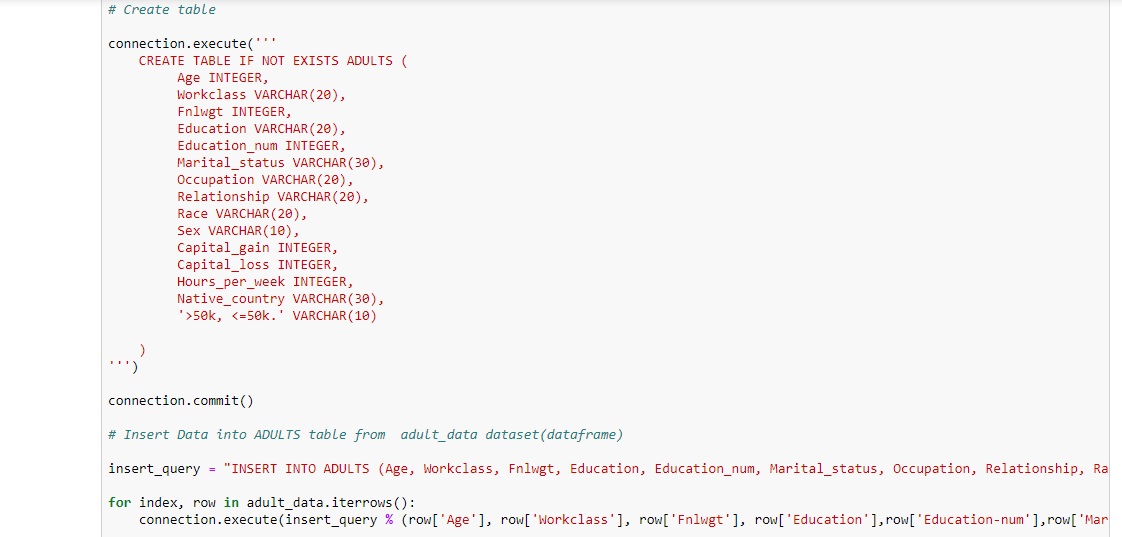 # Create table
connection.execute('''
CREATE TABLE IF NOT EXISTS ADULTS (
Age INTEGER,
Workclass VARCHAR(20),
Fnlwgt INTEGER,
Education VARCHAR(20),
Education_num INTEGER,
Marital_status VARCHAR(30),
Occupation VARCHAR(20),
Relationship VARCHAR(20),
Race VARCHAR(20),
Sex VARCHAR(10),
Capital_gain INTEGER,
Capital_loss INTEGER,
Hours_per_week INTEGER,
Native_country VARCHAR(30),
'>50k, <=50k.' VARCHAR(10)
)
''')
connection.commit()
# Insert Data into ADULTS table from  adult_data dataset(dataframe)
insert_query = "INSERT INTO ADULTS (Age, Workclass, Fnlwgt, Education, Education_num, Marital_status, Occupation, Relationship, Ra
for index, row in adult_data.iterrows():
connection.execute(insert_query % (row['Age'], row['Workclass'], row['Fnlwgt'], row['Education'],row['Education-num'],row['Mar